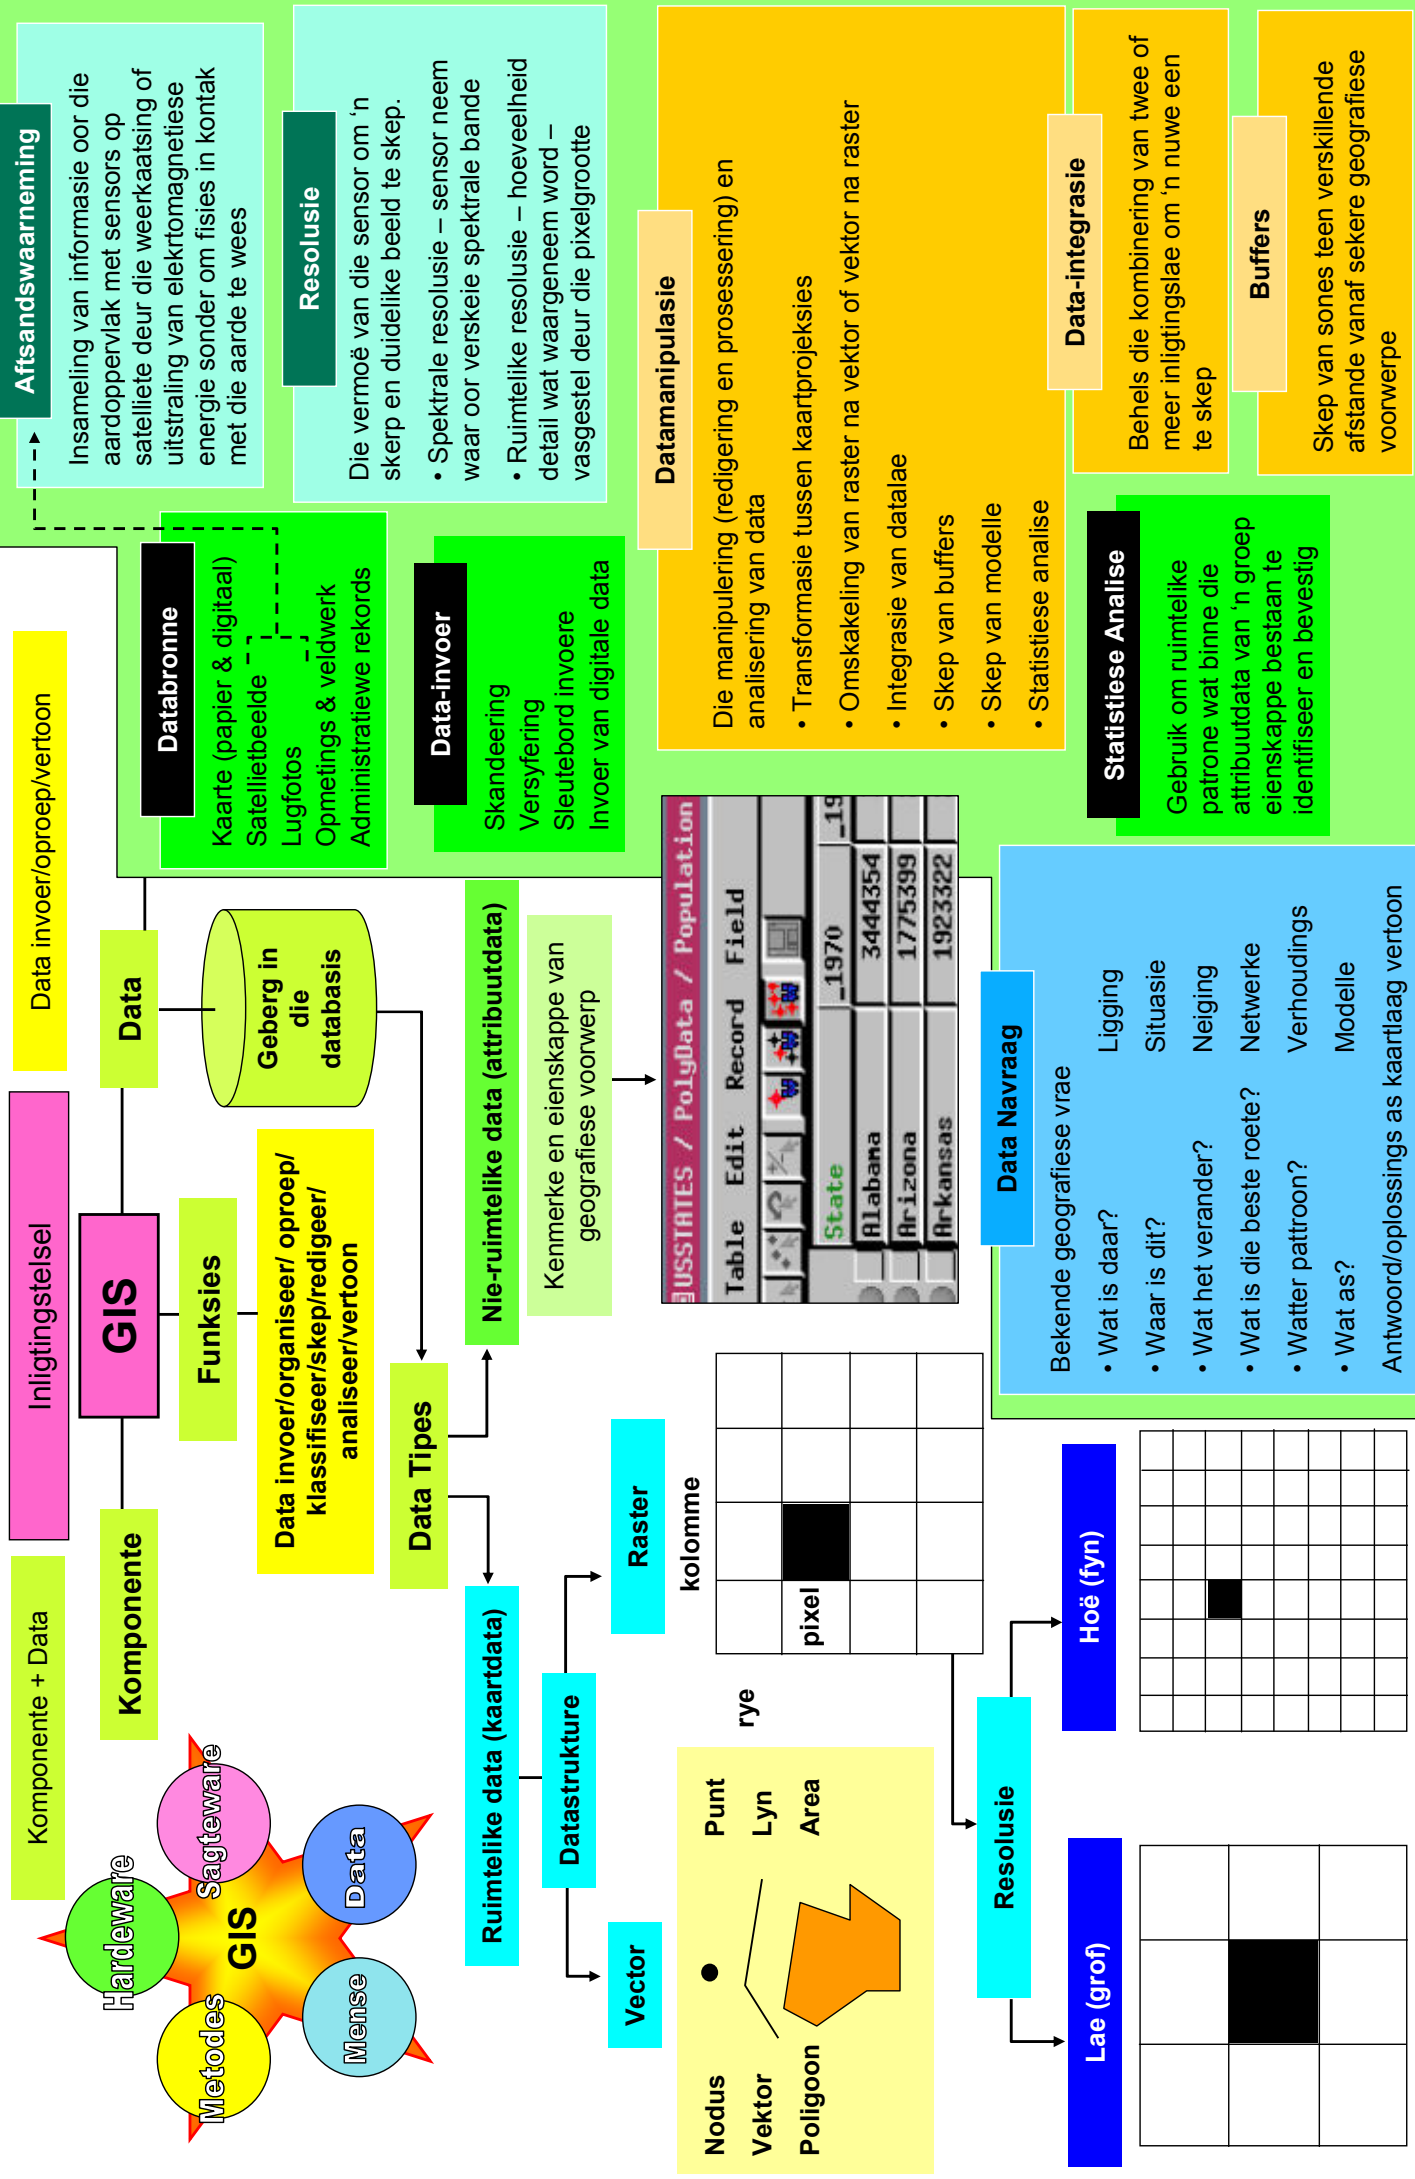 Komponente + Data
Inligtingstelsel
Data invoer/oproep/vertoon
Hardeware
Sagteware
Data
Mense
Metodes
GIS
Komponente
GIS
Data
Funksies
Data invoer/organiseer/ oproep/
klassifiseer/skep/redigeer/
analiseer/vertoon
Geberg in
die
databasis
Data Tipes
Ruimtelike data (kaartdata)
Nie-ruimtelike data (attribuutdata)
Kenmerke en eienskappe van
geografiese voorwerp
Datastrukture
Vector
Raster
Nodus
Punt
Vektor
Lyn
Poligoon
Area
kolomme
rye
pixel
Resolusie
Lae (grof)
Hoë (fyn)
USSTATES / PolyData / Population
Table Edit Record Field
State _1970 _19
Alabama 3444354
Arizona 1775399
Arkansas 1923322
Data Navraag
Bekende geografiese vrae
• Wat is daar? Ligging
• Waar is dit? Situasie
• Wat het verander? Neiging
• Wat is die beste roete? Netwerke
• Watter pattroon? Verhoudings
• Wat as? Modelle
Antwoord/oplossings as kaartlaag vertoon
Databronne
Kaarte (papier & digitaal)
Satellietbeelde
Lugfotos
Opmetings & veldwerk
Administratiewe rekords
Data-invoer
Skandeering
Versyfering
Sleutebord invoere
Invoer van digitale data
Aftsandswaarneming
Insameling van informasie oor die
aardoppervlak met sensors op
satelliete deur die weerkaatsing of
uitstraling van elekrtomagnetiese
energie sonder om fisies in kontak
met die aarde te wees
Resolusie
Die vermoë van die sensor om ‘n
skerp en duidelike beeld te skep.
• Spektrale resolusie – sensor neem
waar oor verskeie spektrale bande
• Ruimtelike resolusie – hoeveelheid
detail wat waargeneem word –
vasgestel deur die pixelgrootte
Datamanipulasie
Die manipulering (redigering en prosessering) en
analisering van data
• Transformasie tussen kaartprojeksies
• Omskakeling van raster na vektor of vektor na raster
• Integrasie van datalae
• Skep van buffers
• Skep van modelle
• Statistiese analise
Statistiese Analise
Gebruik om ruimtelike
patrone wat binne die
attribuutdata van ‘n groep
eienskappe bestaan te
identifiseer en bevestig
Data-integrasie
Behels die kombinering van twee of
meer inligtingslae om ‘n nuwe een
te skep
Buffers
Skep van sones teen verskillende
afstande vanaf sekere geografiese
voorwerpe